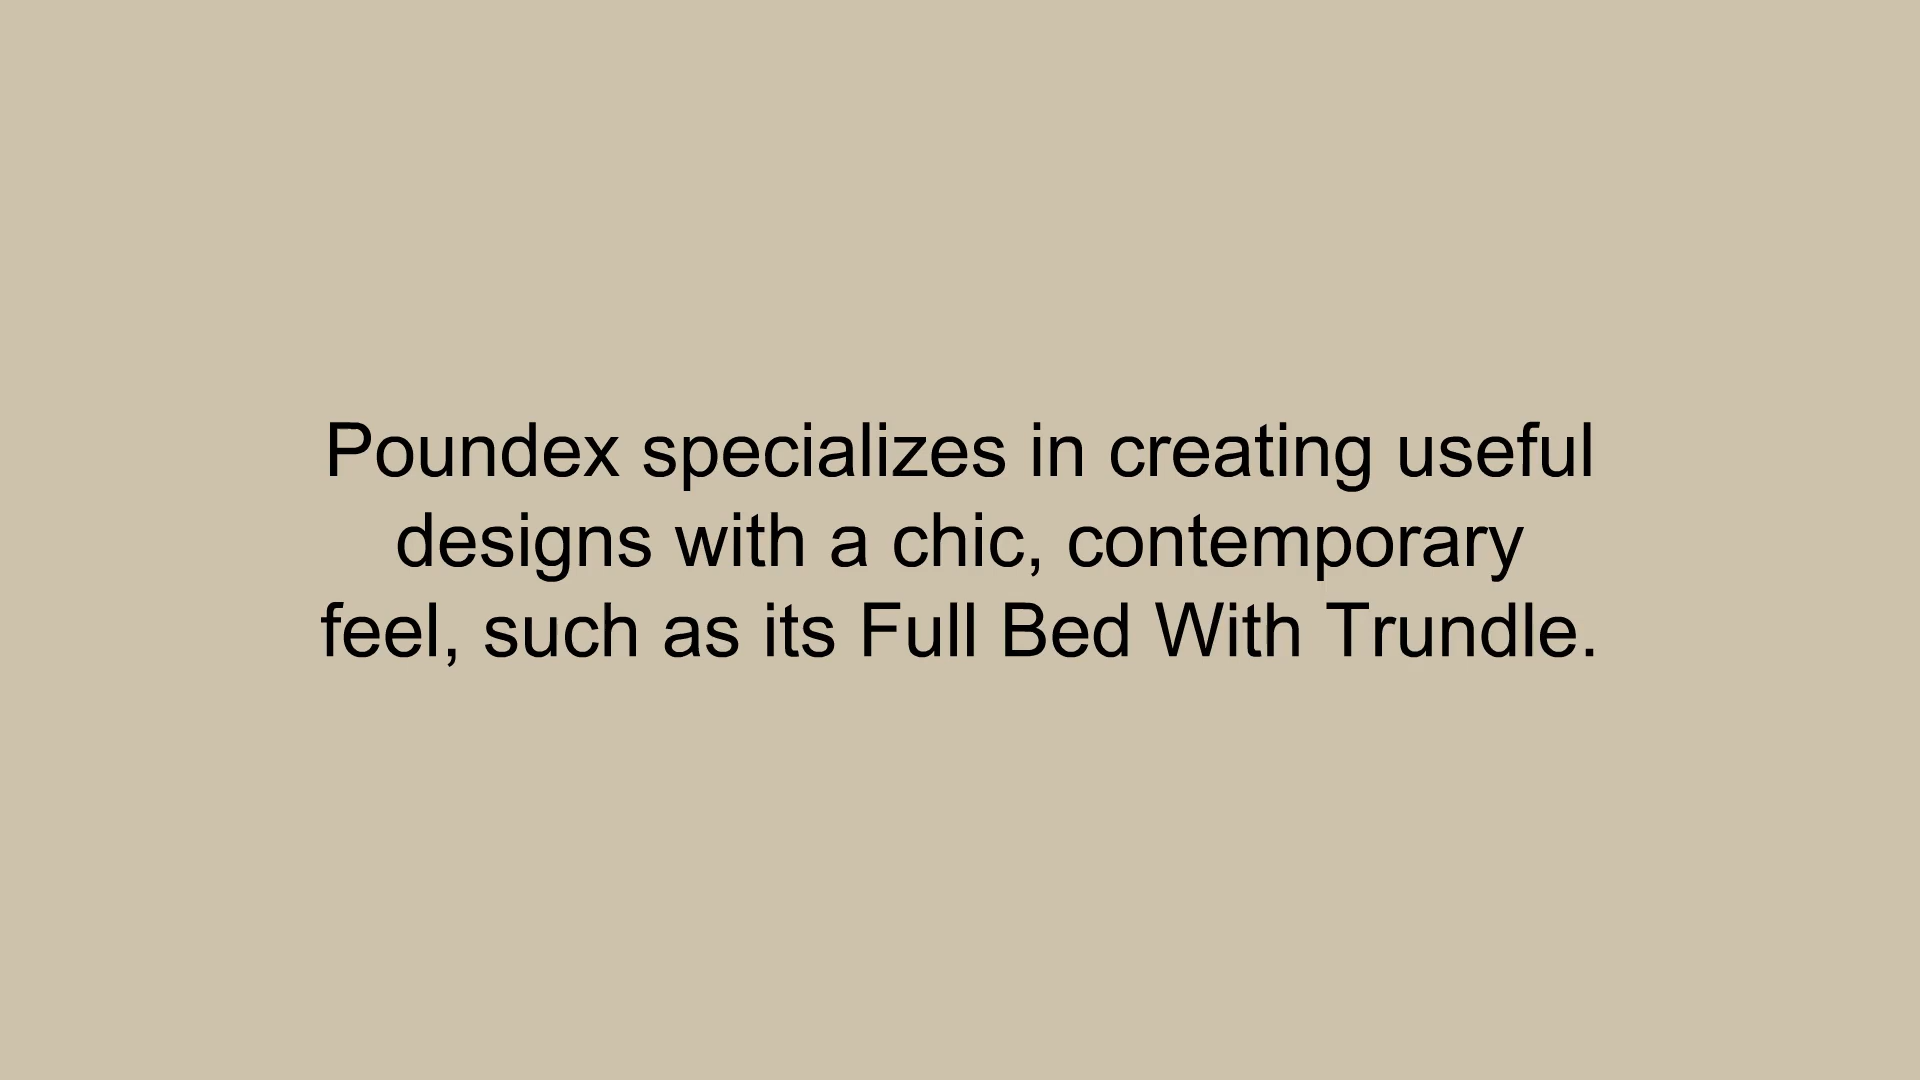 Poundex specializes in creating useful
designs with a chic, contemporary
feel, such as its Full Bed With Trundle.